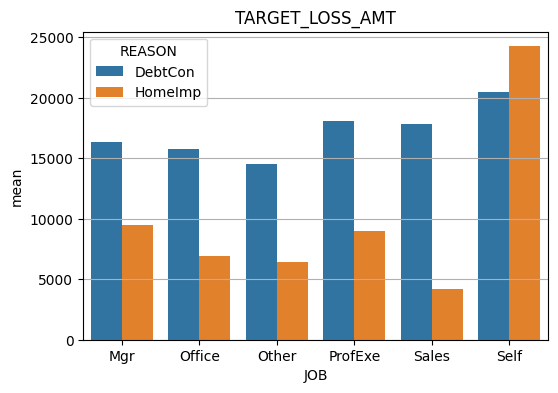 TARGET_LOSS_AMT
25000
20000
15000
10000
5000
0
mean
REASON
DebtCon
HomeImp
Mgr Office Other ProfExe Sales Self
JOB